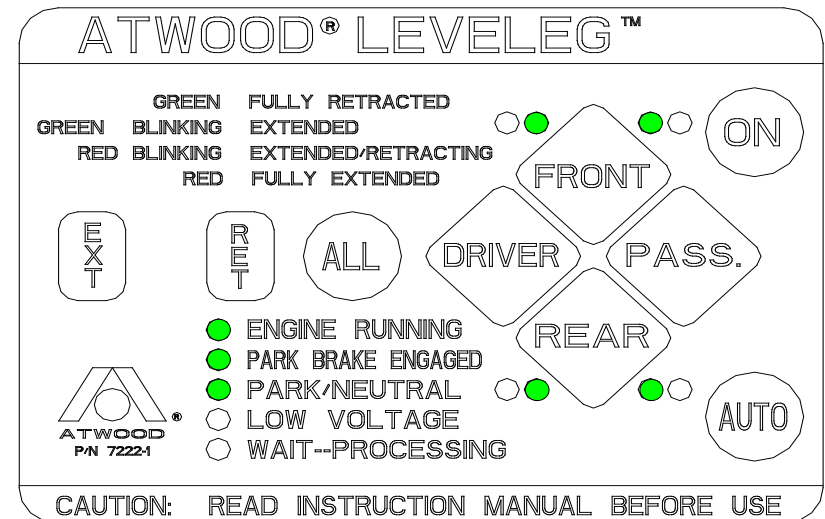 ATWOOD® LEVELEG™
GREEN FULLY RETRACTED
GREEN BLINKING EXTENDED
RED BLINKING EXTENDED/RETRACTING
RED FULLY EXTENDED
ON
FRONT
EXT
RET
ALL
DRIVER
PASS.
REAR
ENGINE RUNNING
PARK BRAKE ENGAGED
PARK/NEUTRAL
LOW VOLTAGE
WAIT--PROCESSING
AUTO
®
ATWOOD
P/N 7222-1
CAUTION: READ INSTRUCTION MANUAL BEFORE USE